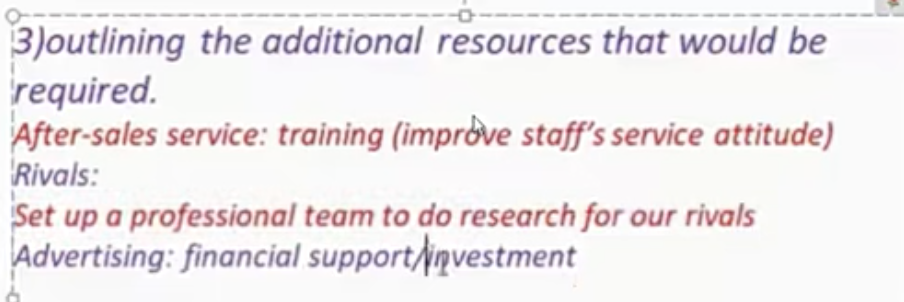 3)outlining the additional resources that would be
required.
After-sales service: training (improve staff's service attitude)
Rivals:
Set up a professional team to do research for our rivals
Advertising: financial support/investment